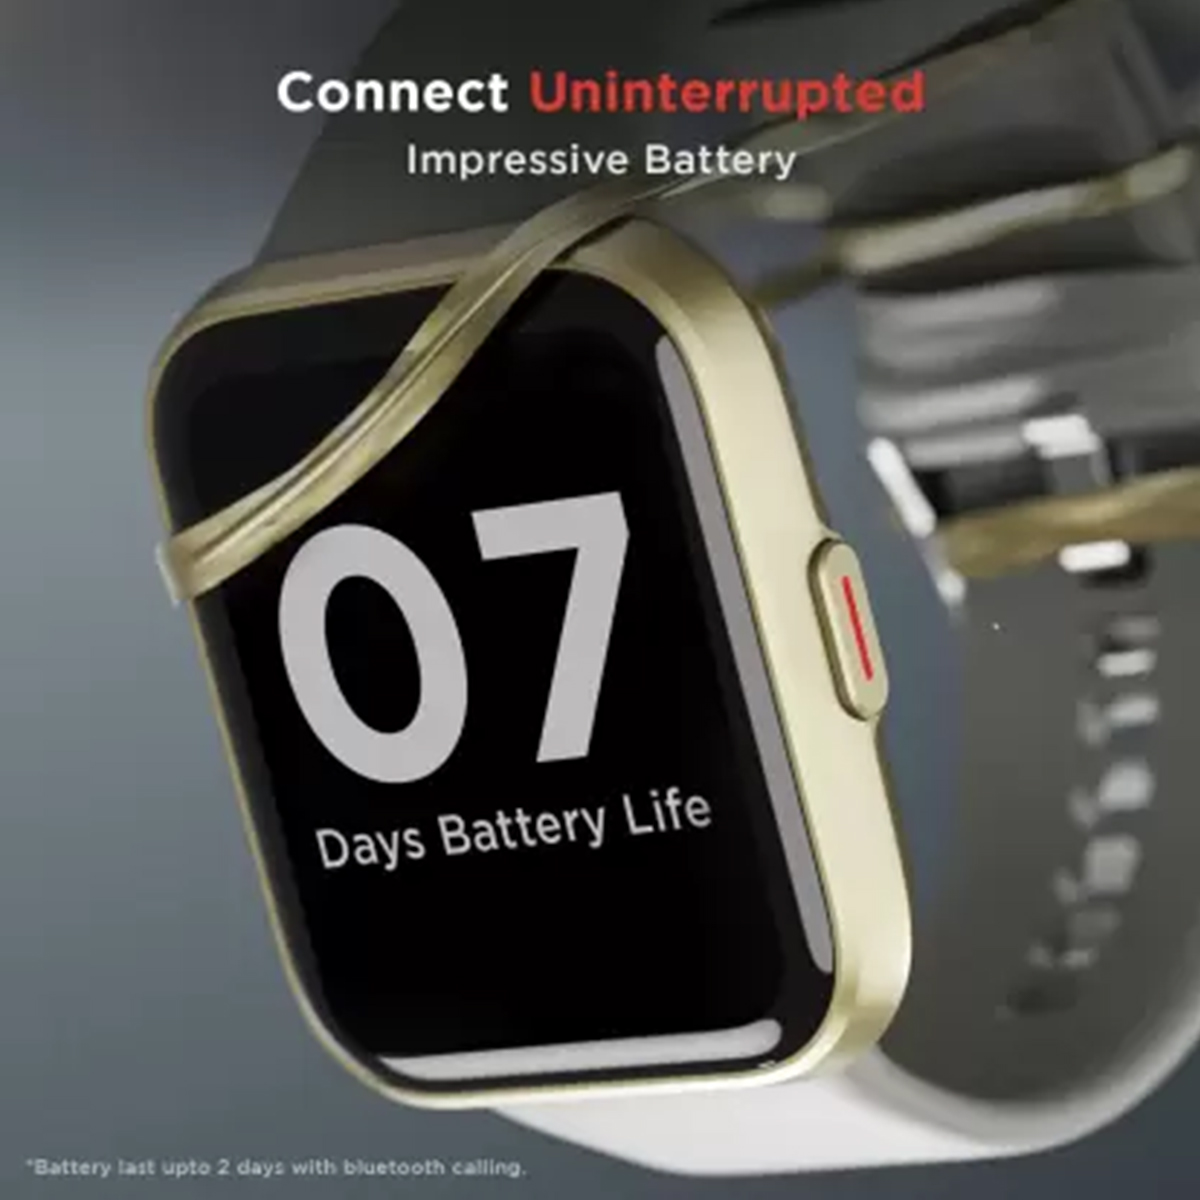 Connect Uninterrupted
Impressive Battery
07
Days Battery Life
*Battery last upto 2 days with bluetooth calling.